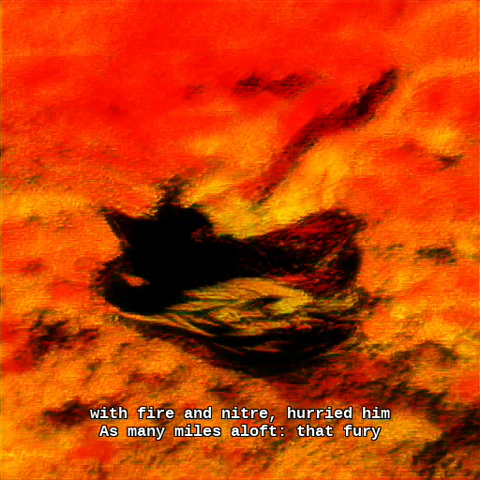 with fire and nitre, hurried him
As many miles aloft: that fury